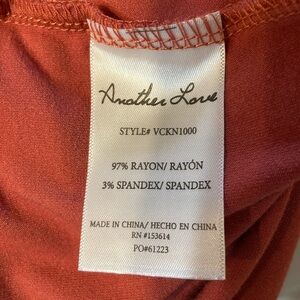 Another Love
STYLE# VCKN1000
97% RAYON/ RAYÓN
3% SPANDEX/ SPANDEX
MADE IN CHINA/ HECHO EN CHINA
RN #153614
PO#61223